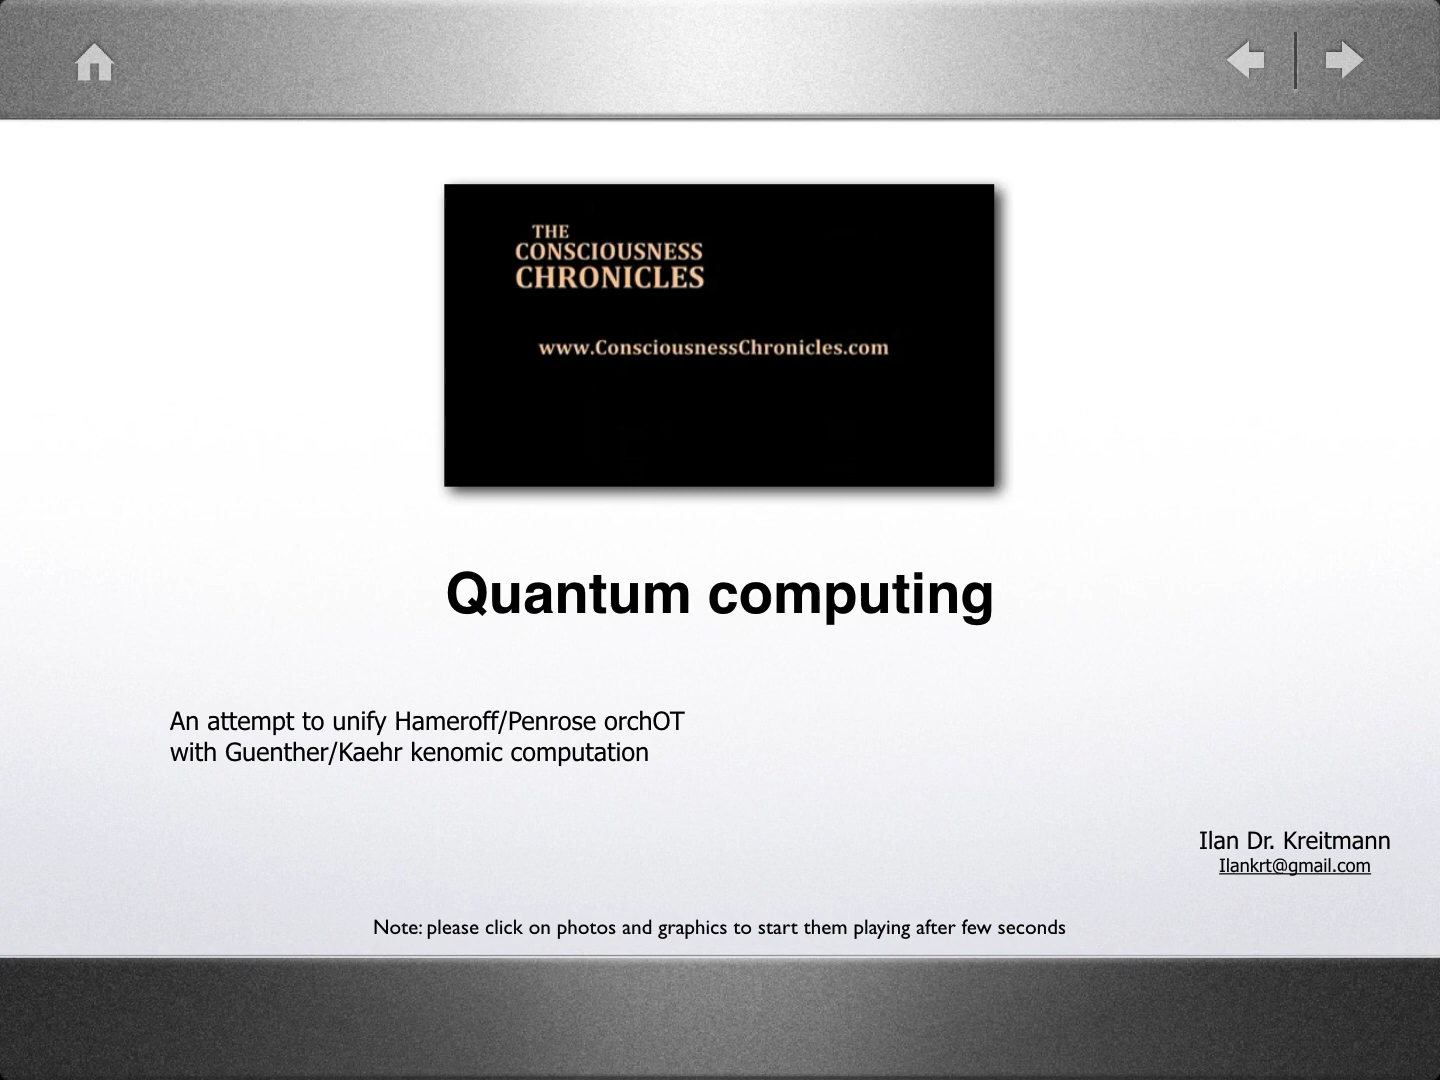 THE
CONSCIOUSNESS
CHRONICLES
www.ConsciousnessChronicles.com
Quantum computing
An attempt to unify Hameroff/Penrose orchOT
with Guenther/Kaehr kenomic computation
Ilan Dr. Kreitmann
Ilankrt@gmail.com
Note: please click on photos and graphics to start them playing after few seconds